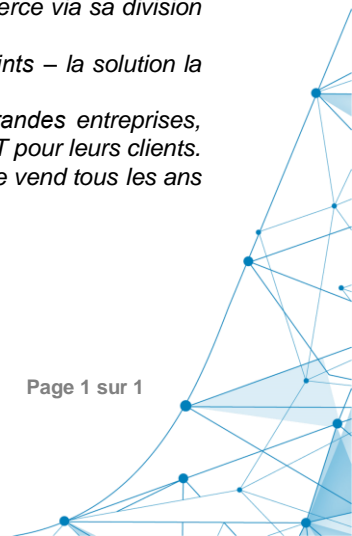 erce via sa division
ints – la solution la
randes entreprises,
T pour leurs clients.
e vend tous les ans
Page 1 sur 1